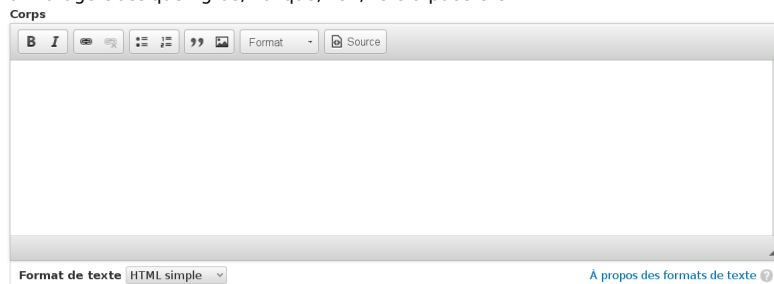 Corps
B I Format Source
Format de texte HTML simple À propos des formats de texte ?